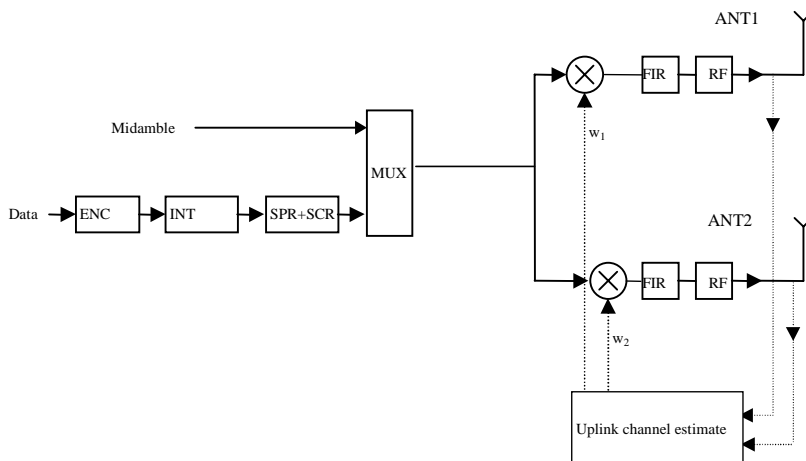 ANT1
FIR
RF
Midamble
w1
MUX
Data
ENC
INT
SPR+SCR
ANT2
FIR
RF
w2
Uplink channel estimate